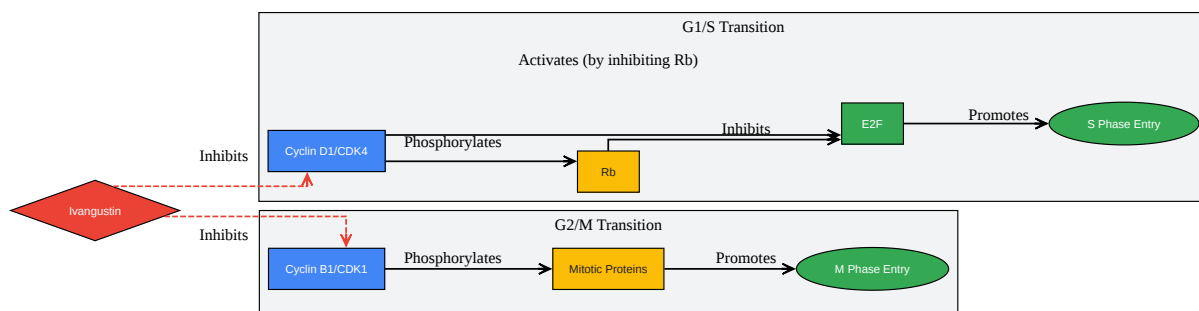 G1/S Transition
Activates (by inhibiting Rb)
Cyclin D1/CDK4
Phosphorylates
Rb
Inhibits
E2F
Promotes
S Phase Entry
Inhibits
Ivangustin
Inhibits
G2/M Transition
Cyclin B1/CDK1
Phosphorylates
Mitotic Proteins
Promotes
M Phase Entry